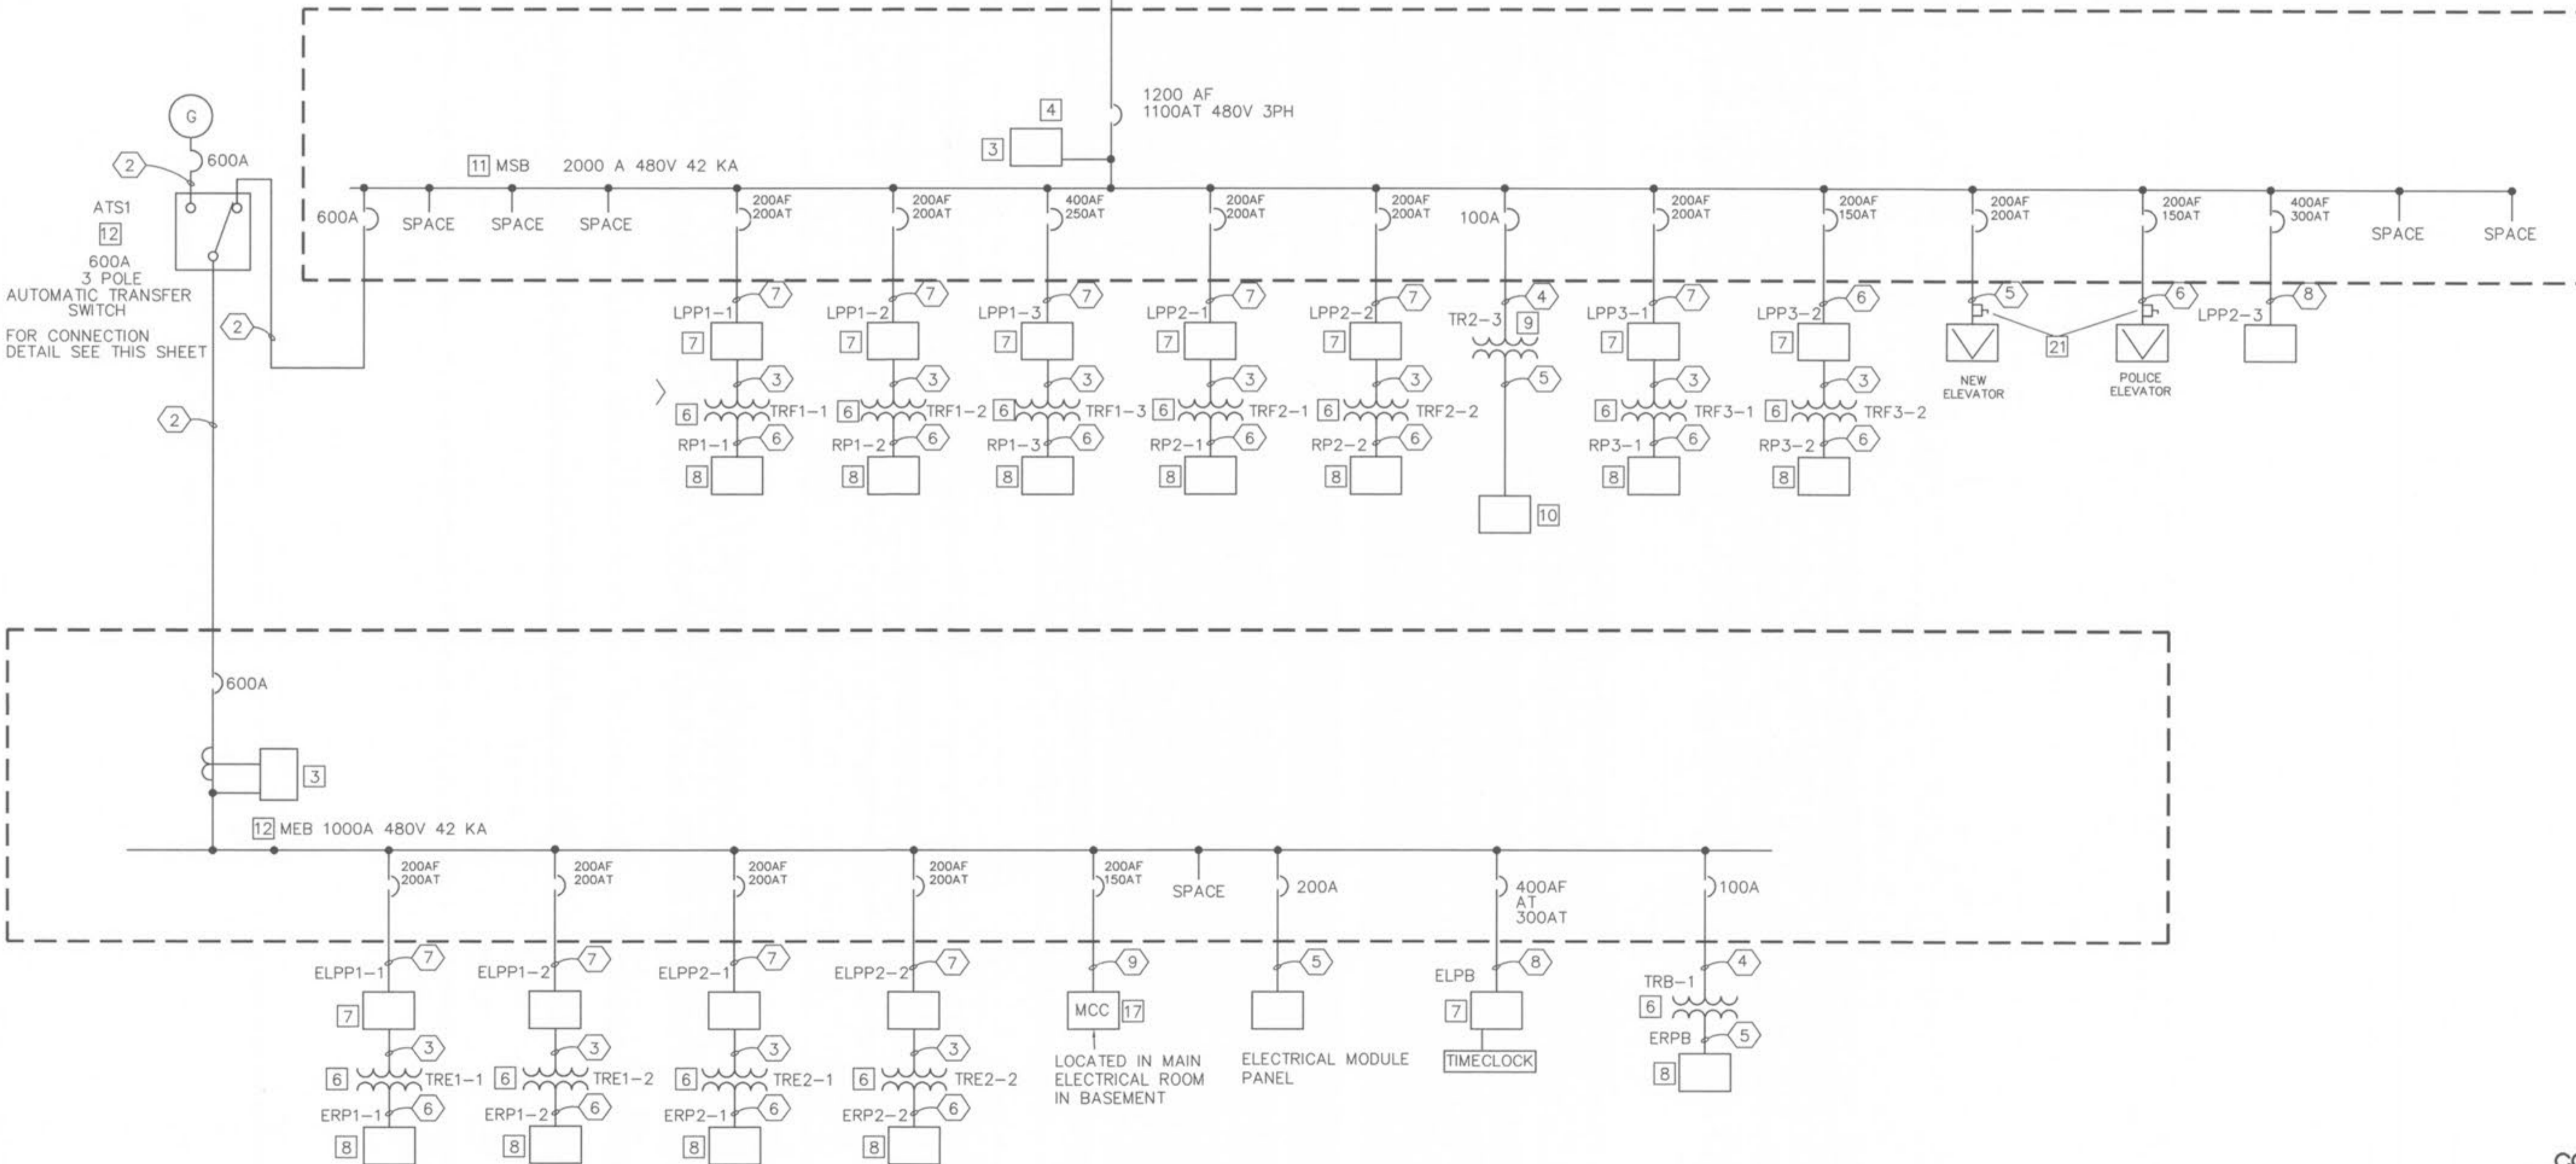 1200 AF
1100AT 480V 3PH
4
3
G
600A
2
11 MSB 2000 A 480V 42 KA
ATS1
12
600A
3 POLE
AUTOMATIC TRANSFER
SWITCH
FOR CONNECTION
DETAIL SEE THIS SHEET
2
2
600A
SPACE
SPACE
SPACE
200AF
200AT
200AF
200AT
400AF
250AT
200AF
200AT
200AF
200AT
100A
200AF
200AT
200AF
150AT
200AF
200AT
200AF
150AT
400AF
300AT
SPACE
SPACE
LPP1-1
7
7
3
6
TRF1-1
RP1-1
6
8
LPP1-2
7
7
3
6
TRF1-2
RP1-2
6
8
LPP1-3
7
7
3
6
TRF1-3
RP1-3
6
8
LPP2-1
7
7
3
6
TRF2-1
RP2-1
6
8
LPP2-2
7
7
3
6
TRF2-2
RP2-2
6
8
4
TR2-3
9
5
10
LPP3-1
7
7
3
6
TRF3-1
RP3-1
6
8
LPP3-2
6
7
3
6
TRF3-2
RP3-2
6
8
5
NEW
ELEVATOR
21
6
POLICE
ELEVATOR
LPP2-3
8
600A
3
12 MEB 1000A 480V 42 KA
200AF
200AT
200AF
200AT
200AF
200AT
200AF
200AT
200AF
150AT
SPACE
200A
400AF
AT
300AT
100A
ELPP1-1
7
7
3
6
TRE1-1
ERP1-1
6
8
ELPP1-2
7
3
6
TRE1-2
ERP1-2
6
8
ELPP2-1
7
3
6
TRE2-1
ERP2-1
6
8
ELPP2-2
7
3
6
TRE2-2
ERP2-2
6
8
9
MCC
17
LOCATED IN MAIN
ELECTRICAL ROOM
IN BASEMENT
5
ELECTRICAL MODULE
PANEL
ELPB
8
7
TIMECLOCK
4
TRB-1
6
ERPB
5
8